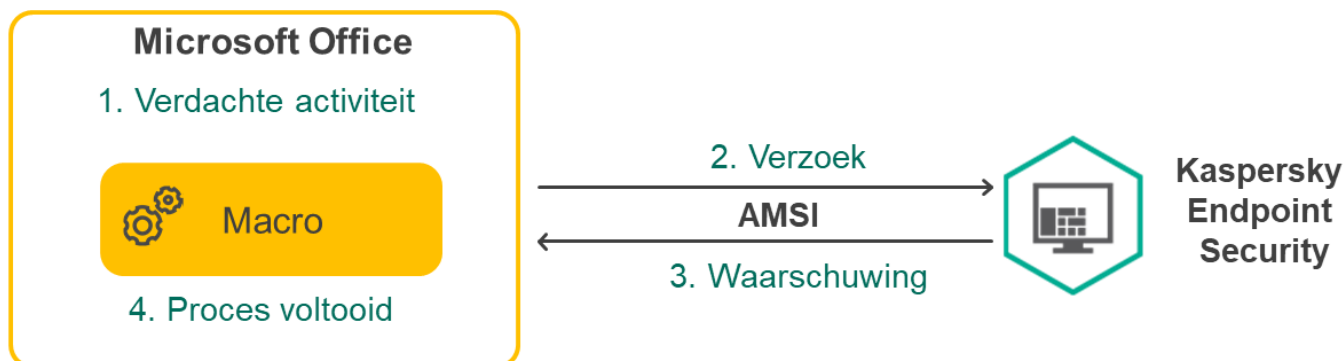 Microsoft Office
1. Verdachte activiteit
Macro
4. Proces voltooid
2. Verzoek
AMSI
3. Waarschuwing
Kaspersky
Endpoint
Security